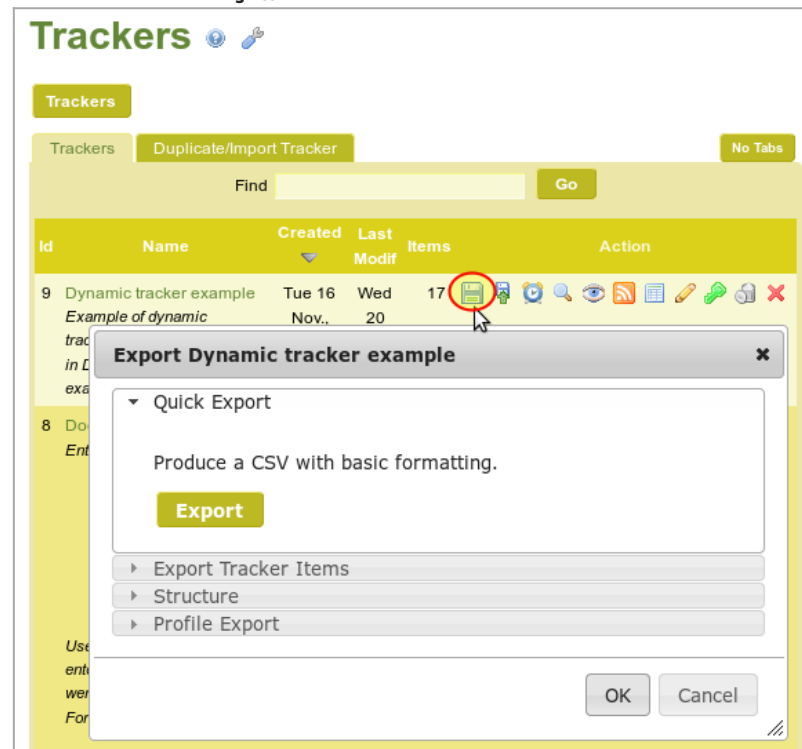 Trackers
Trackers
Trackers Duplicate/Import Tracker No Tabs
Find Go
Id Name Created Last Modif Items Action
9 Dynamic tracker example Tue 16 Wed 17
Example of dynamic Nov., 20
in
Export Dynamic tracker example
Quick Export
8
Produce a CSV with basic formatting.
Export
Export Tracker Items
Structure
Profile Export
For
OK Cancel